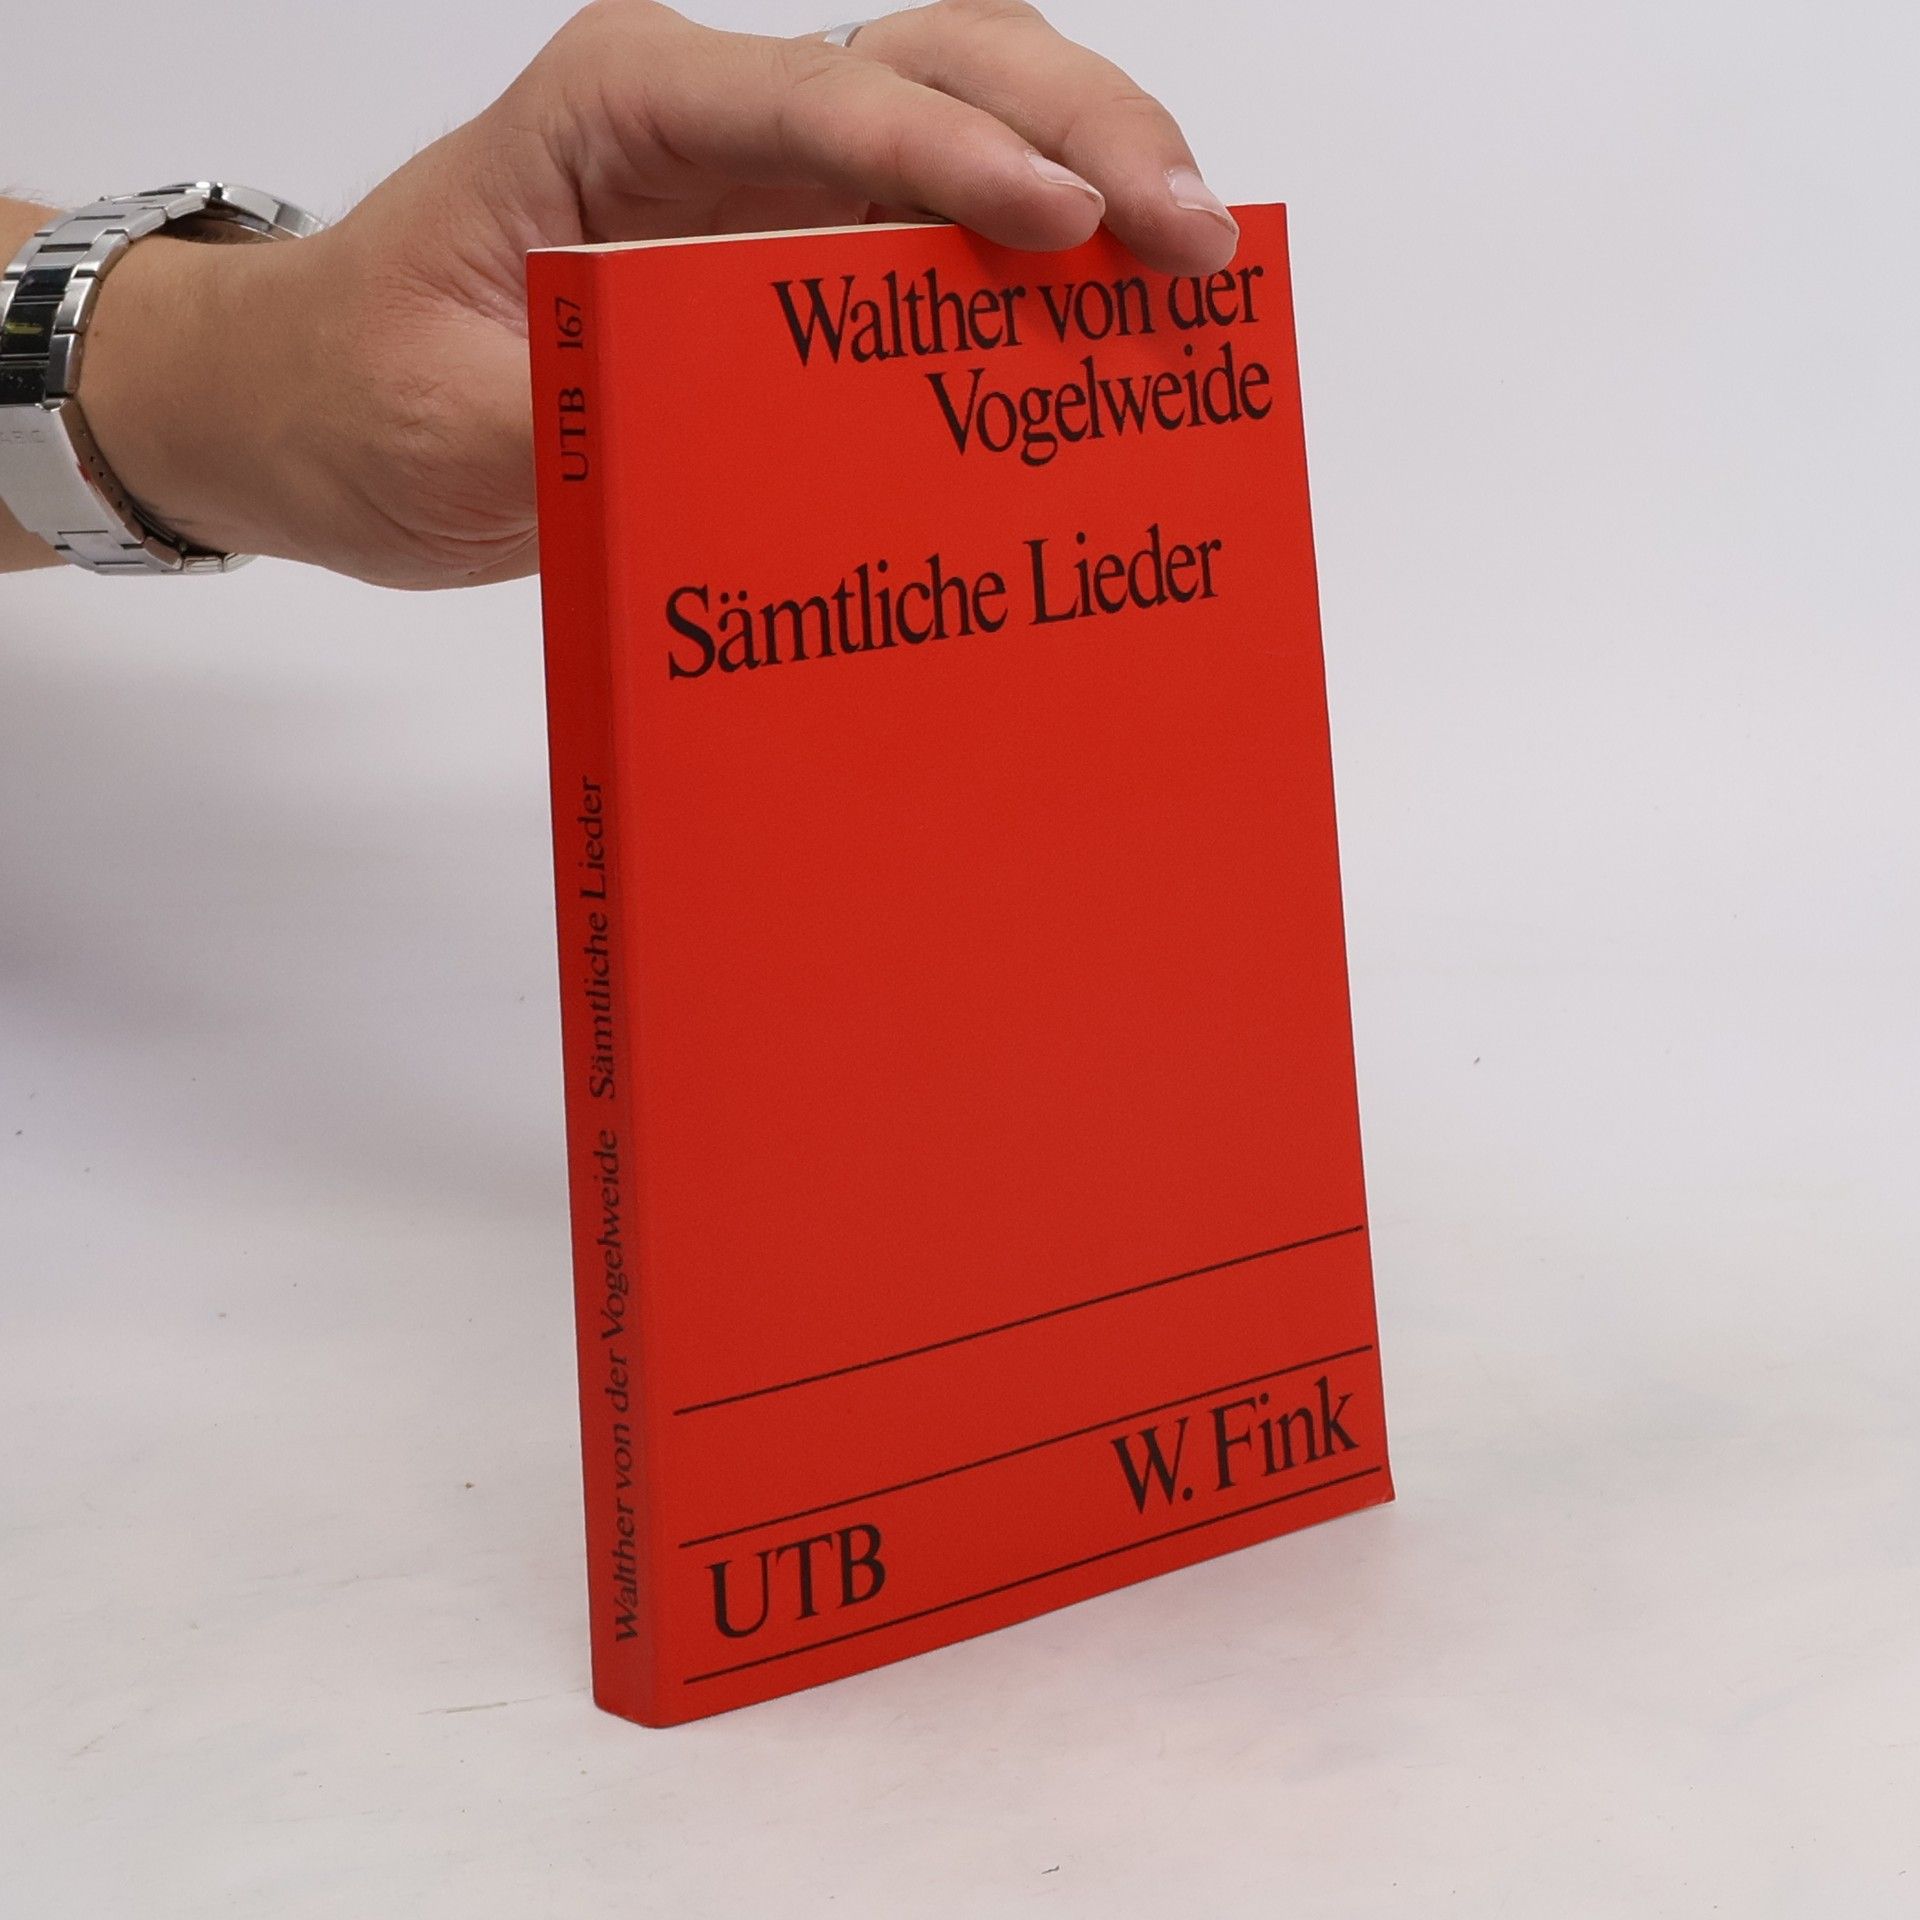 Walther von der
Vogelweide
Sämtliche Lieder
W. Fink
UTB
UTB 167
Walther von der Vogelweide Sämtliche Lieder